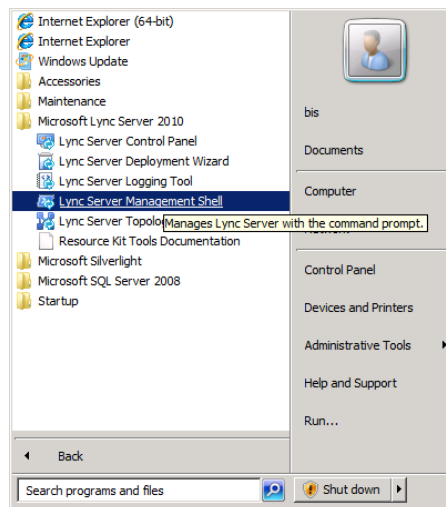 Internet Explorer (64-bit)
Internet Explorer
Windows Update
Accessories
Maintenance
Microsoft Lync Server 2010
Lync Server Control Panel
Lync Server Deployment Wizard
Lync Server Logging Tool
Lync Server Management Shell
Lync Server Topolo
Manages Lync Server with the command prompt.
Resource Kit Tools Documentation
Microsoft Silverlight
Microsoft SQL Server 2008
Startup
Back
Search programs and files
bis
Documents
Computer
Control Panel
Devices and Printers
Administrative Tools
Help and Support
Run...
Shut down